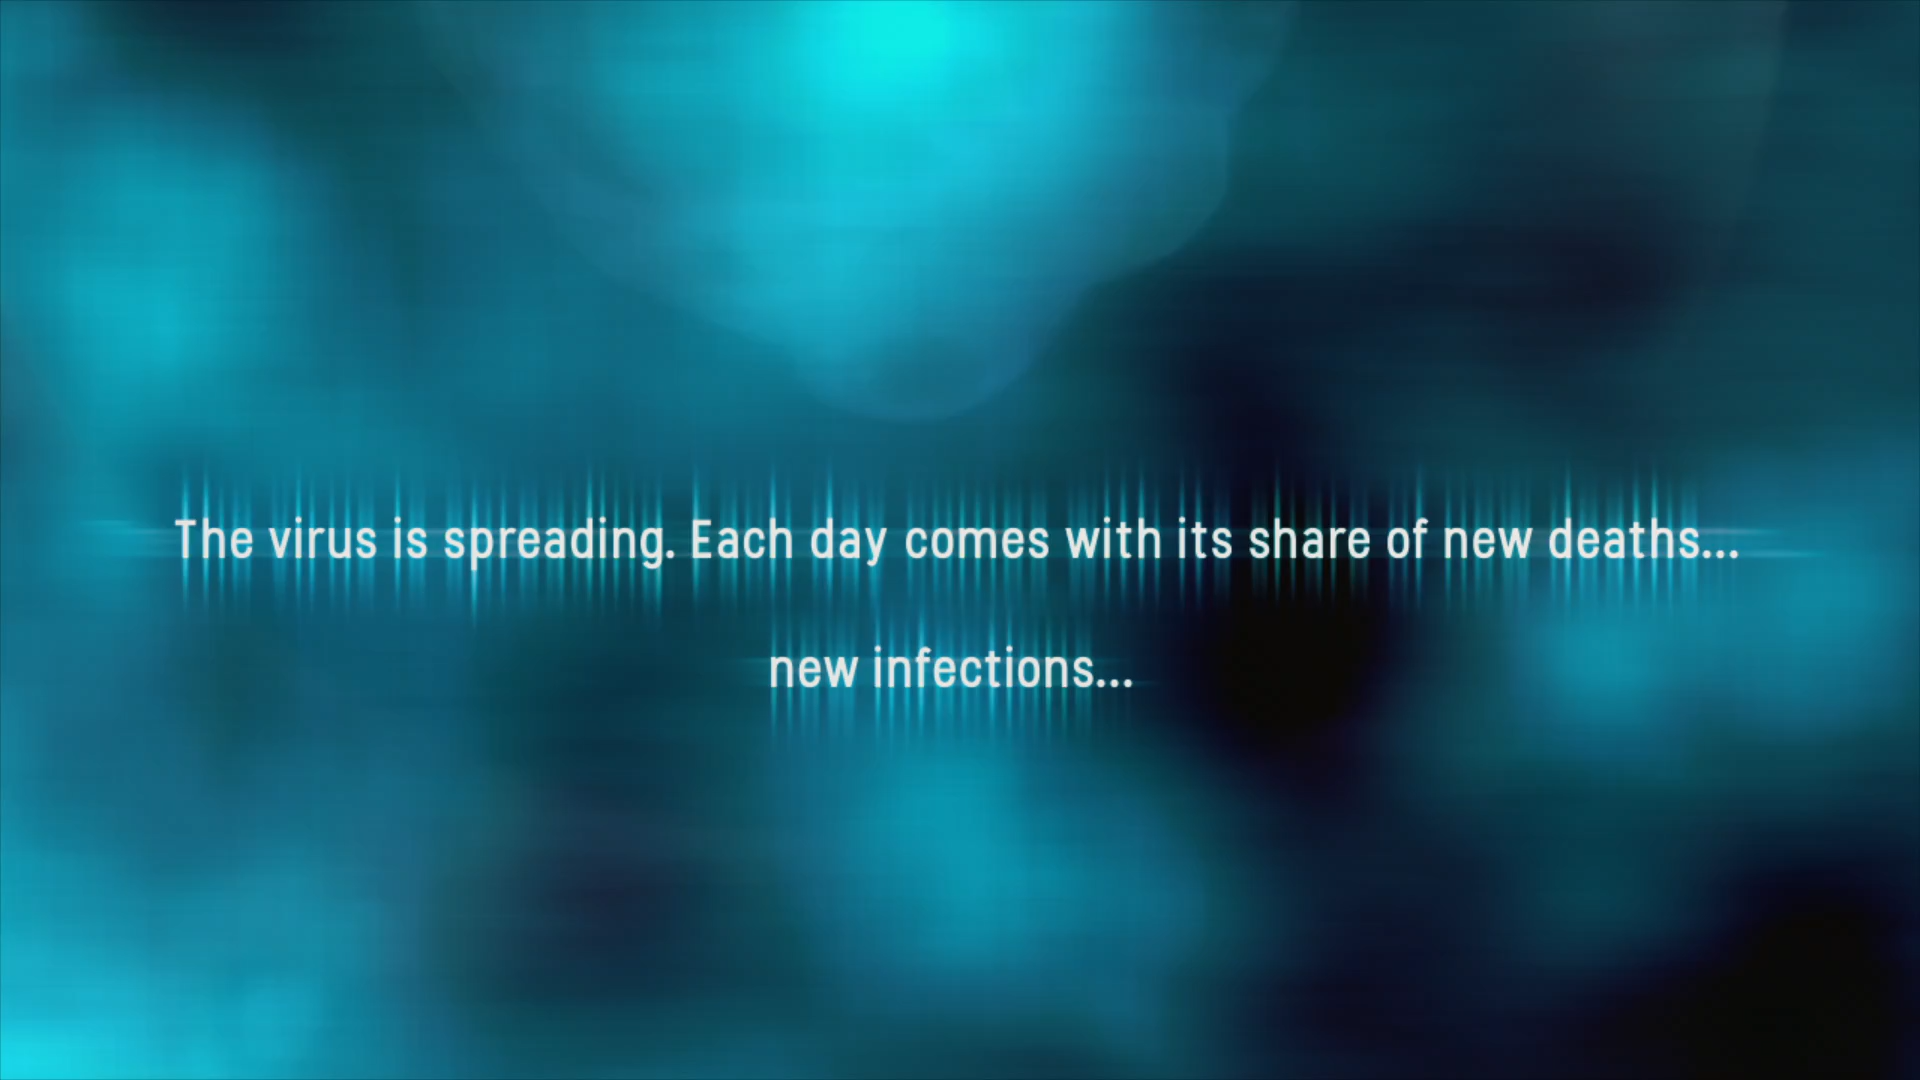 The virus is spreading. Each day comes with its share of new deaths...
new infections...